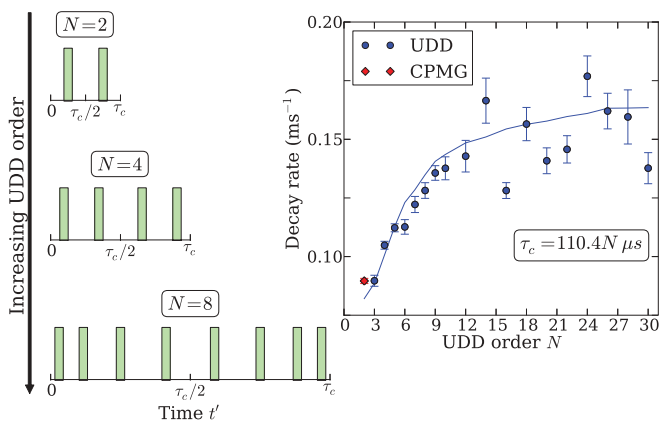 Increasing UDD order
N=2
0 τc/2 τc
N=4
0 τc/2 τc
N=8
0 τc/2 τc
Time t′
0.20
0.15
0.10
Decay rate (ms⁻¹)
UDD
CPMG
τc = 110.4N μs
0 3 6 9 12 15 18 21 24 27 30
UDD order N